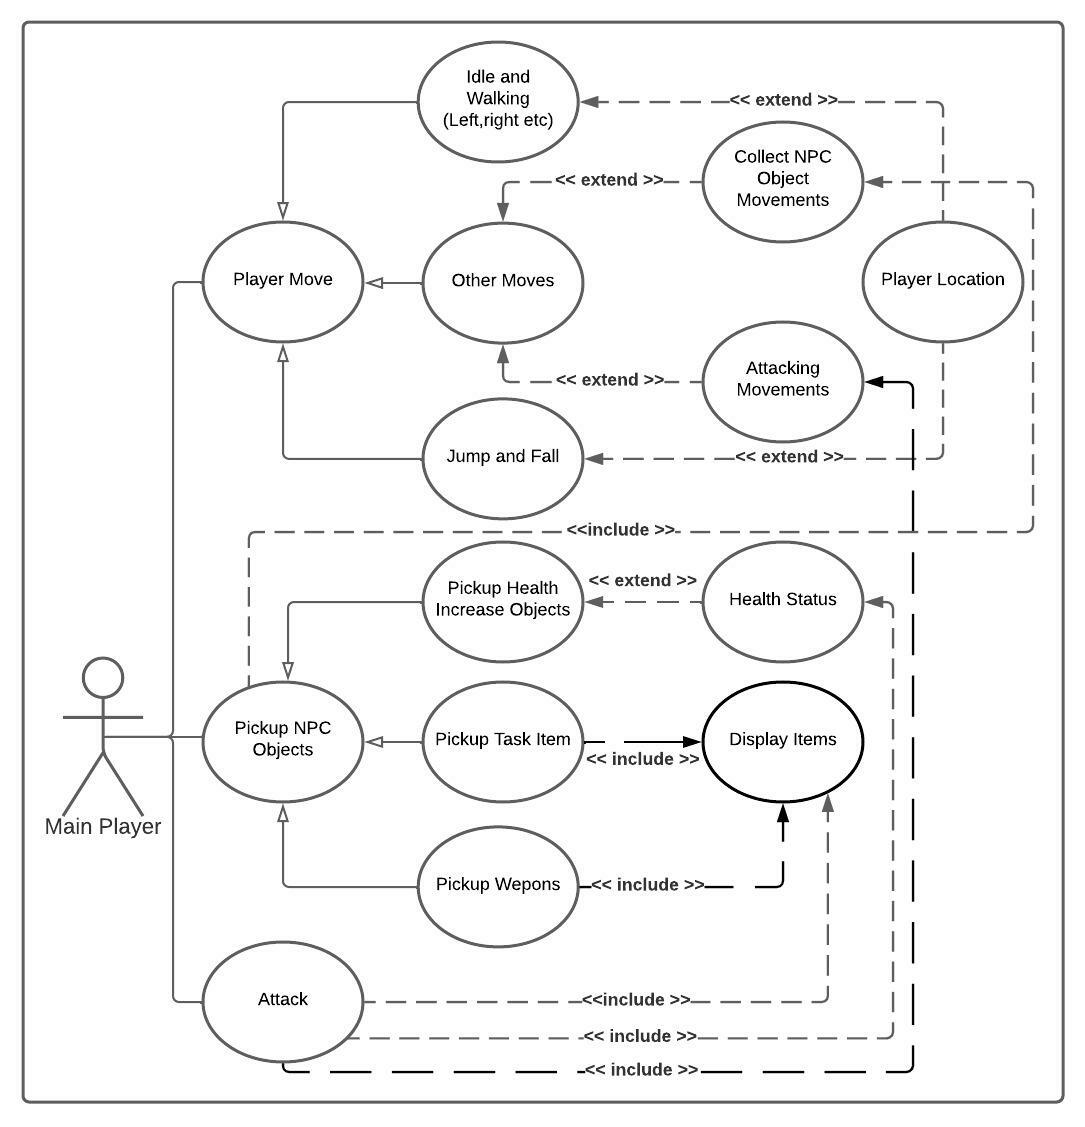 Idle and
Walking
(Left,right etc)
<< extend >>
Collect NPC
Object
Movements
<< extend >>
Player Move
Other Moves
Player Location
Attacking
Movements
<< extend >>
Jump and Fall
<< extend >>
<<include >>
Pickup Health
Increase Objects
<< extend >>
Health Status
Pickup NPC
Objects
Pickup Task Item
<< include >>
Display Items
Main Player
Pickup Wepons
<< include >>
Attack
<<include >>
<< include >>
<< include >>